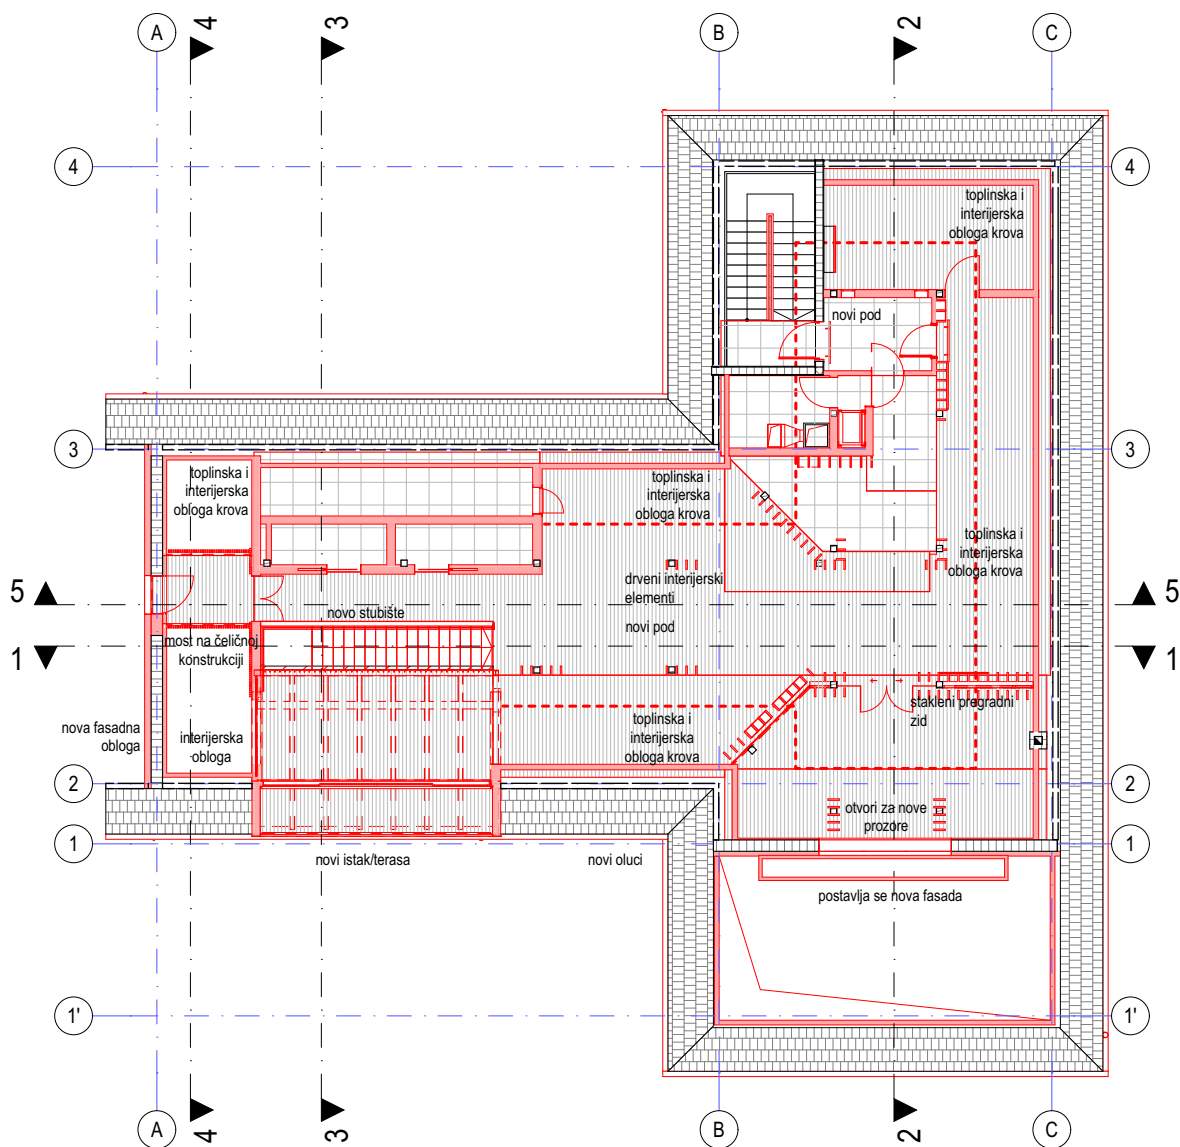 A
4
3
B
2
C
4
4
toplinska i
interijerska
obloga krova
novi pod
3
3
toplinska i
interijerska
obloga krova
toplinska i
interijerska
obloga krova
toplinska i
interijerska
obloga krova
drveni interijerski
elementi
5
5
novo stubište
novi pod
1
1
most na čeličnoj
konstrukciji
stakleni pregradni
zid
nova fasadna
obloga
interijerska
obloga
toplinska i
interijerska
obloga krova
2
2
otvori za nove
prozore
1
1
novi istak/terasa
novi oluci
postavlja se nova fasada
1'
1'
A
4
3
B
2
C